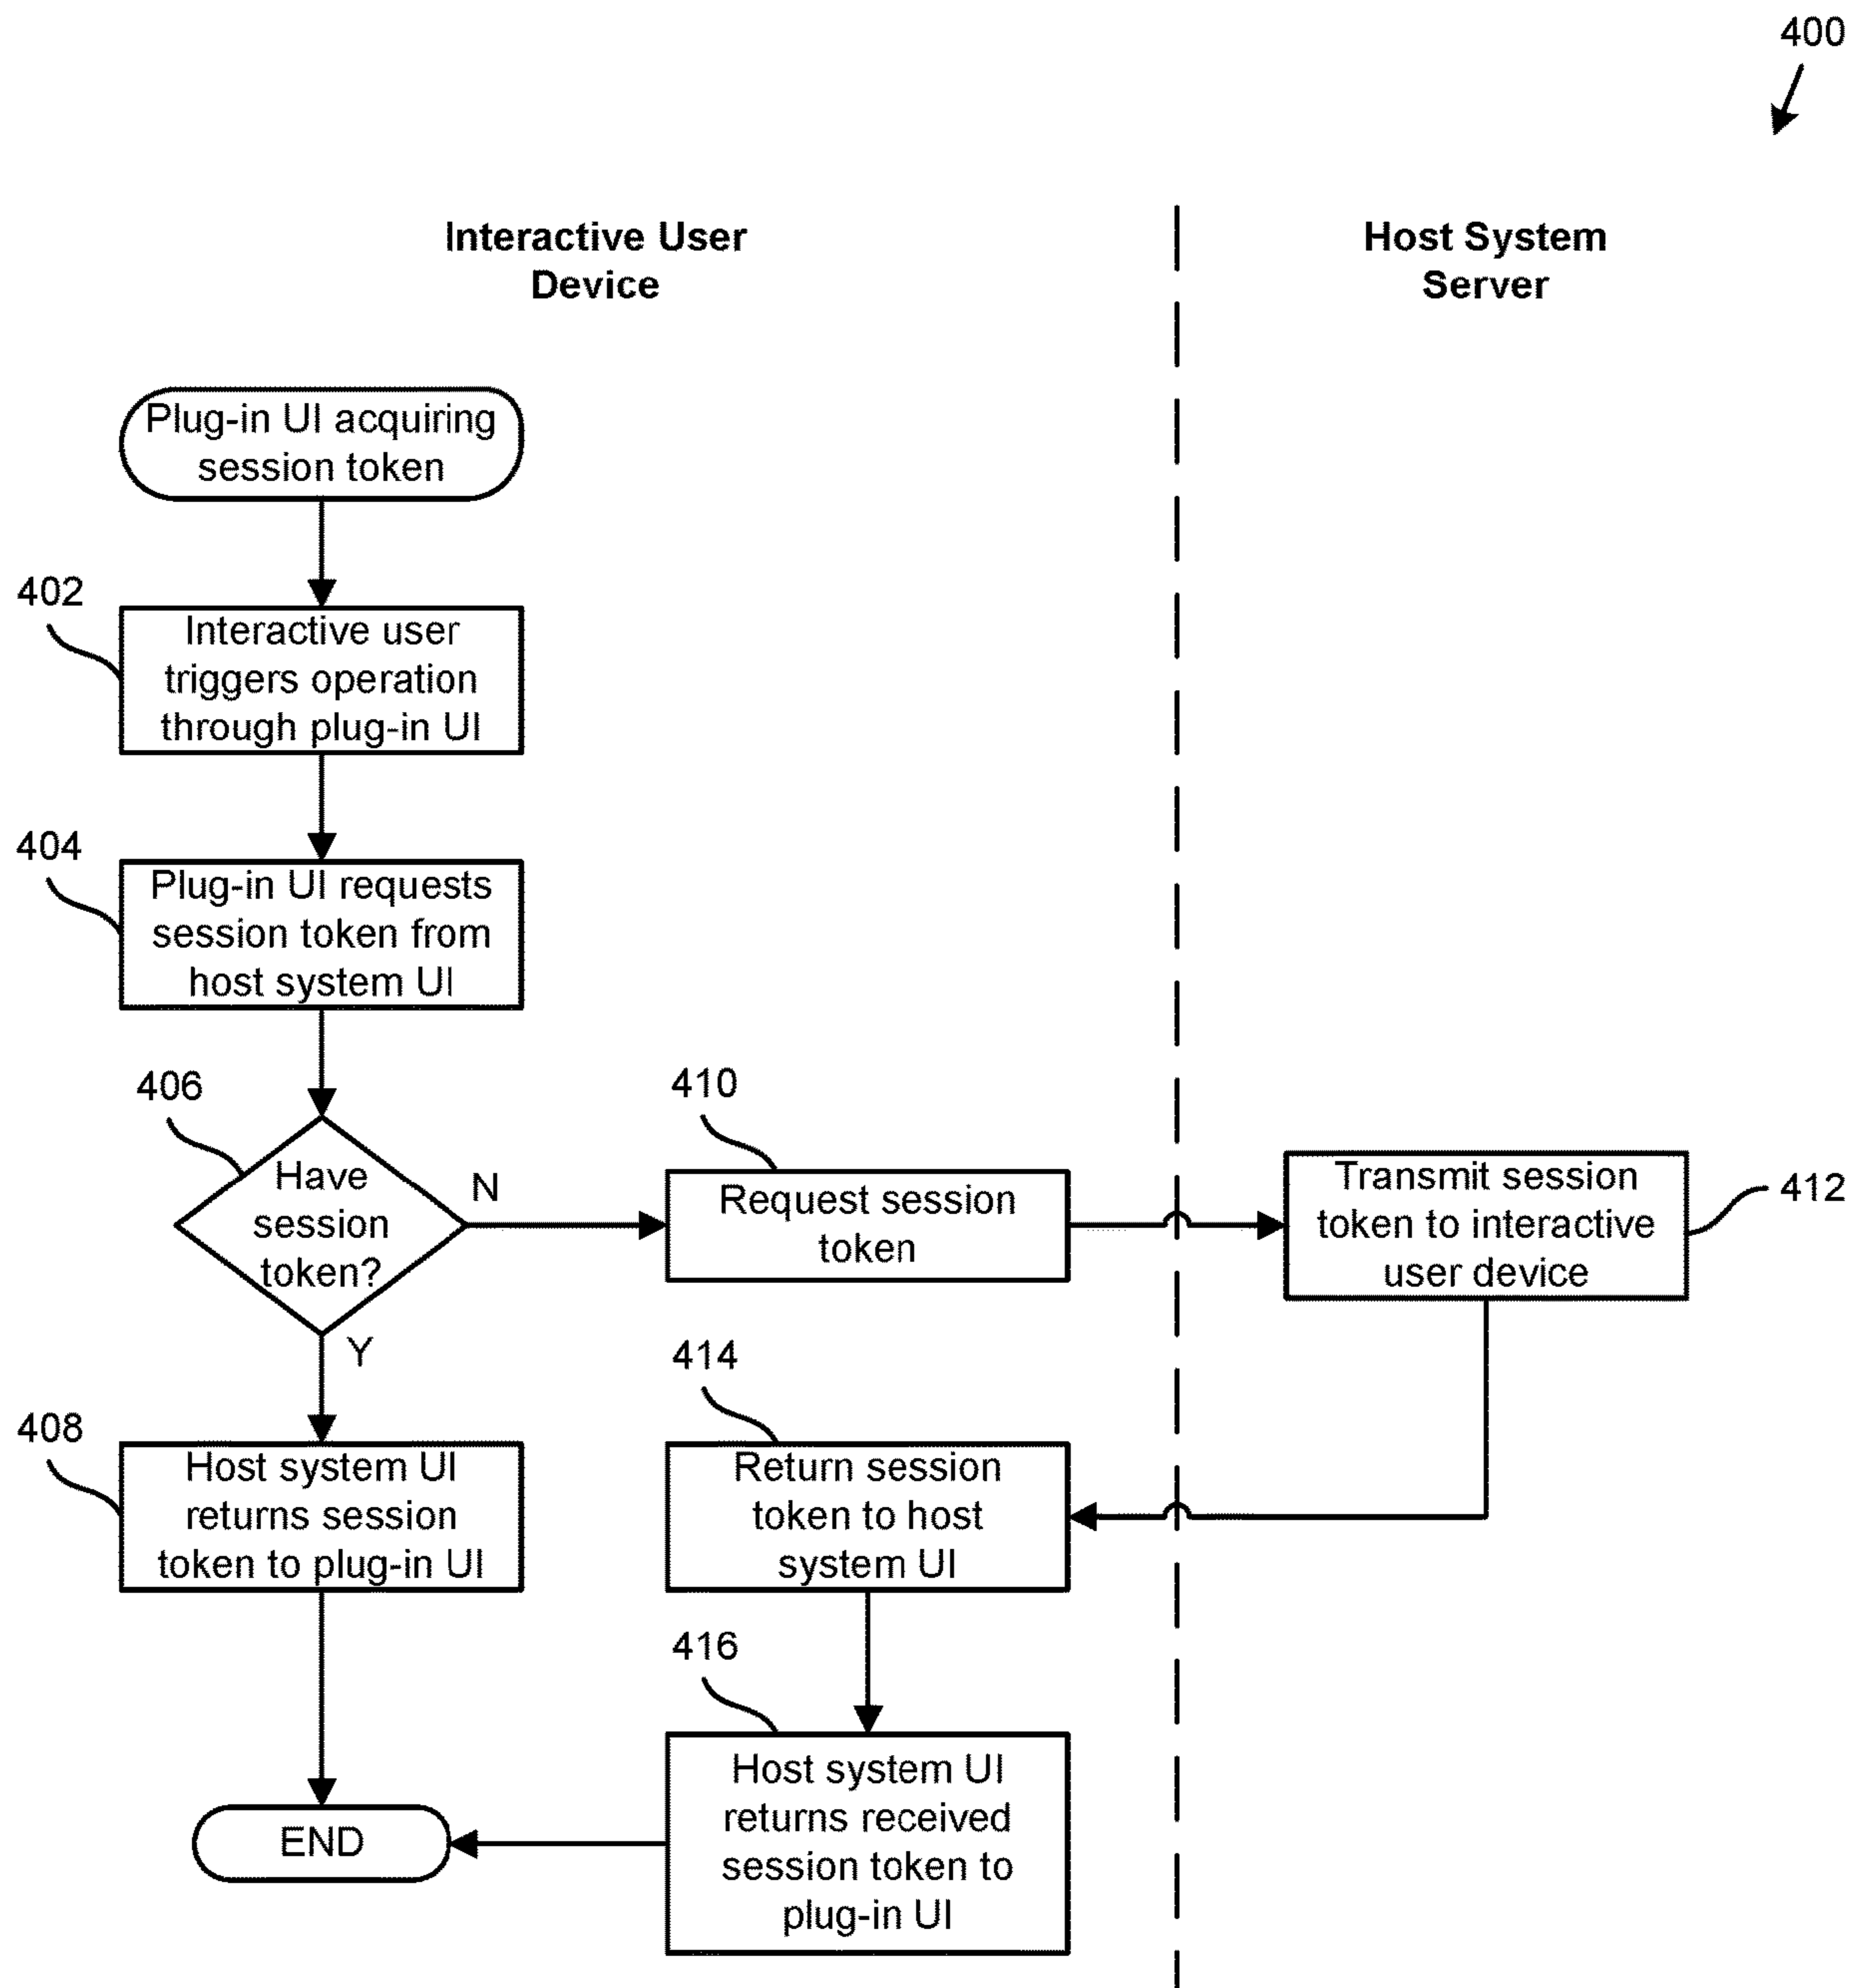 400
Interactive User
Device
Host System
Server
Plug-in UI acquiring
session token
402
Interactive user
triggers operation
through plug-in UI
404
Plug-in UI requests
session token from
host system UI
406
Have
session
token?
N
Y
410
Request session
token
Transmit session
token to interactive
user device
412
408
Host system UI
returns session
token to plug-in UI
414
Return session
token to host
system UI
416
Host system UI
returns received
session token to
plug-in UI
END